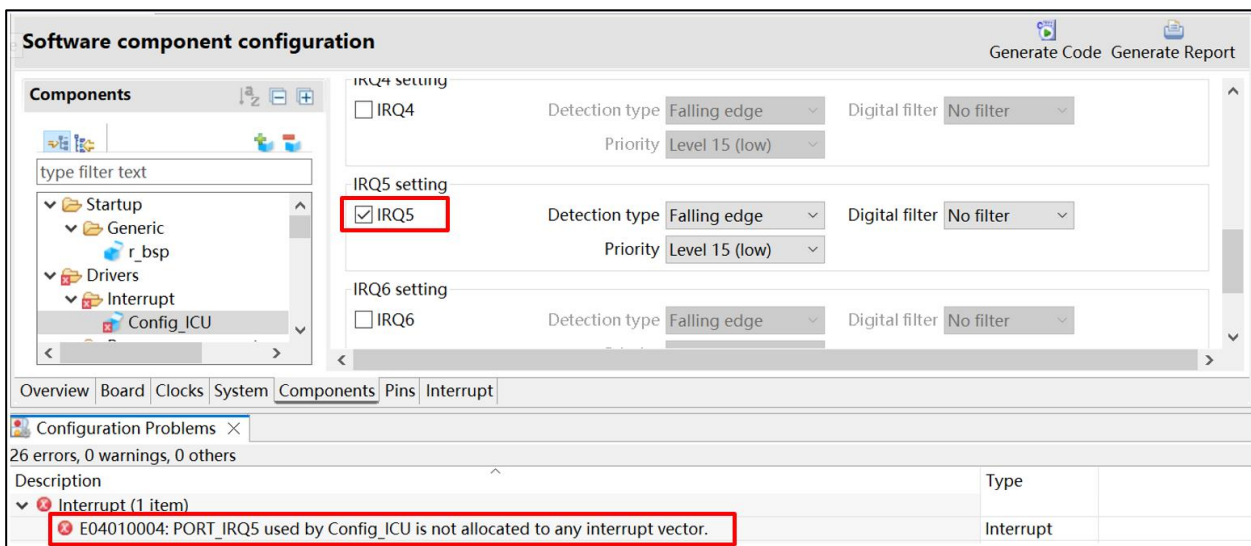 Software component configuration
Generate Code Generate Report
Components
type filter text
Startup
Generic
r_bsp
Drivers
Interrupt
Config_ICU
IRQ4 setting
IRQ4 Detection type Falling edge Digital filter No filter
Priority Level 15 (low)
IRQ5 setting
IRQ5 Detection type Falling edge Digital filter No filter
Priority Level 15 (low)
IRQ6 setting
IRQ6 Detection type Falling edge Digital filter No filter
Overview Board Clocks System Components Pins Interrupt
Configuration Problems
26 errors, 0 warnings, 0 others
Description Type
Interrupt (1 item)
E04010004: PORT_IRQ5 used by Config_ICU is not allocated to any interrupt vector. Interrupt